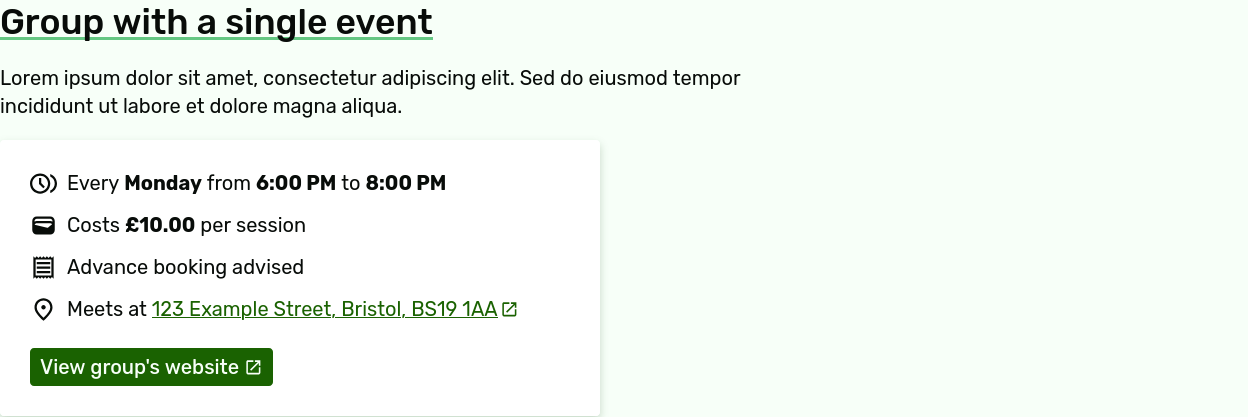 Group with a single event
Lorem ipsum dolor sit amet, consectetur adipiscing elit. Sed do eiusmod tempor
incididunt ut labore et dolore magna aliqua.
Every Monday from 6:00 PM to 8:00 PM
Costs £10.00 per session
Advance booking advised
Meets at 123 Example Street, Bristol, BS19 1AA
View group's website